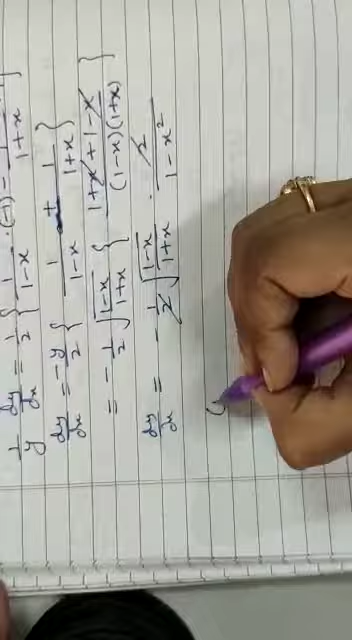 1/y dy/dx = 1/2 { 1/1-x · (-1) - 1/1+x }
dy/dx = -y/2 { 1/1-x + 1/1+x }
= - 1/2 √1-x/1+x { 1+x+1-x/(1-x)(1+x) }
dy/dx = - 1/2 √1-x/1+x · 2/1-x²